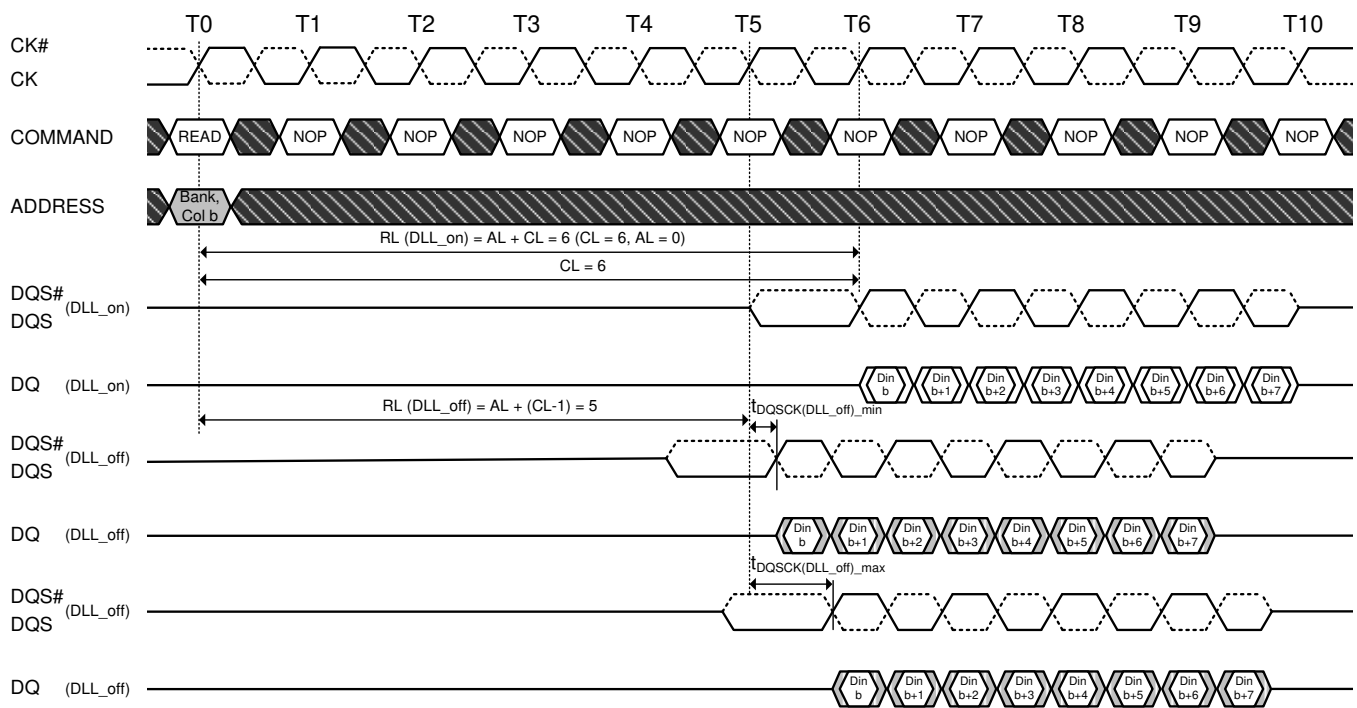 T0 T1 T2 T3 T4 T5 T6 T7 T8 T9 T10
CK#
CK
COMMAND READ NOP NOP NOP NOP NOP NOP NOP NOP NOP NOP
ADDRESS Bank, Col b
RL (DLL_on) = AL + CL = 6 (CL = 6, AL = 0)
CL = 6
DQS# (DLL_on)
DQS
DQ (DLL_on) Din b Din b+1 Din b+2 Din b+3 Din b+4 Din b+5 Din b+6 Din b+7
RL (DLL_off) = AL + (CL-1) = 5 tDQSCK(DLL_off)_min
DQS# (DLL_off)
DQS
DQ (DLL_off) Din b Din b+1 Din b+2 Din b+3 Din b+4 Din b+5 Din b+6 Din b+7
tDQSCK(DLL_off)_max
DQS# (DLL_off)
DQS
DQ (DLL_off) Din b Din b+1 Din b+2 Din b+3 Din b+4 Din b+5 Din b+6 Din b+7